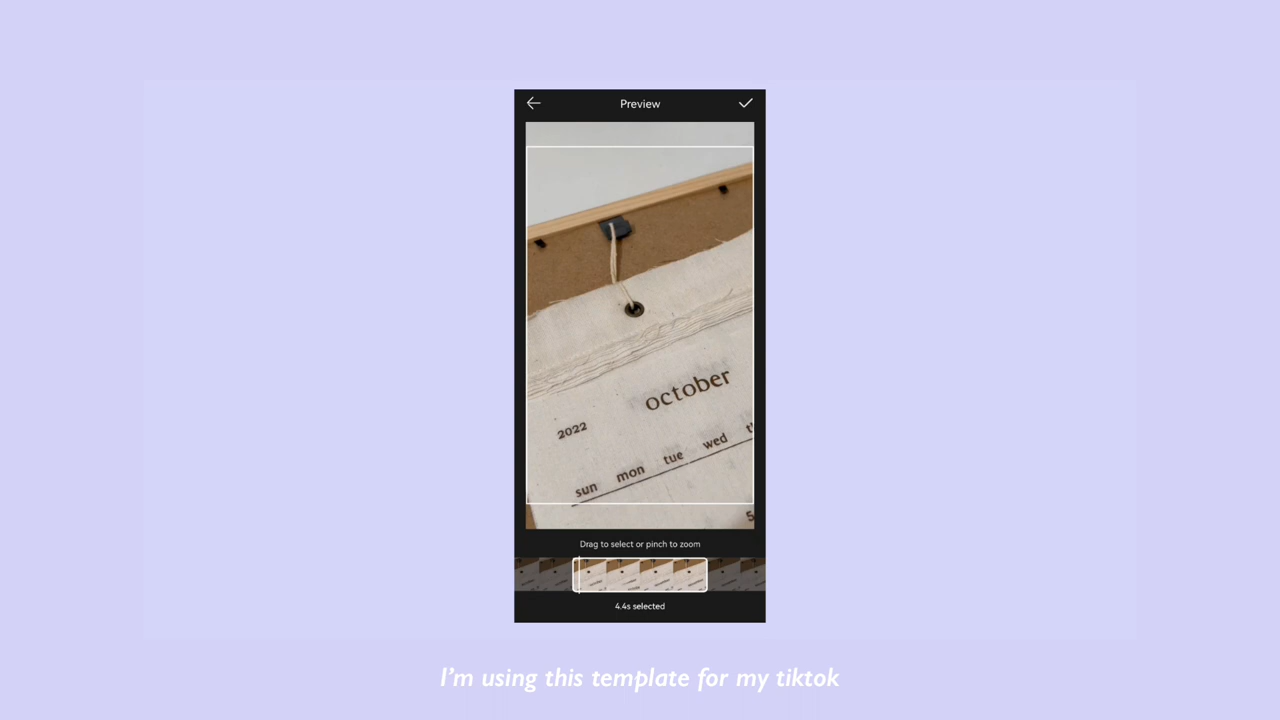 Preview
october
2022
sun mon tue wed
Drag to select or pinch to zoom
4.4s selected
I'm using this template for my tiktok